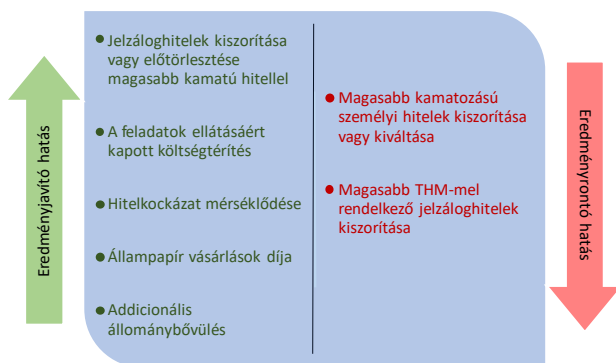 Eredményjavító hatás
● Jelzáloghitelek kiszorítása
vagy előtörlesztése
magasabb kamatú hitellel
● A feladatok ellátásáért
kapott költségtérítés
● Hitelkockázat mérséklődése
● Állampapír vásárlások díja
● Addicionális
állománybővülés
● Magasabb kamatozású
személyi hitelek kiszorítása
vagy kiváltása
● Magasabb THM-mel
rendelkező jelzáloghitelek
kiszorítása
Eredményrontó hatás